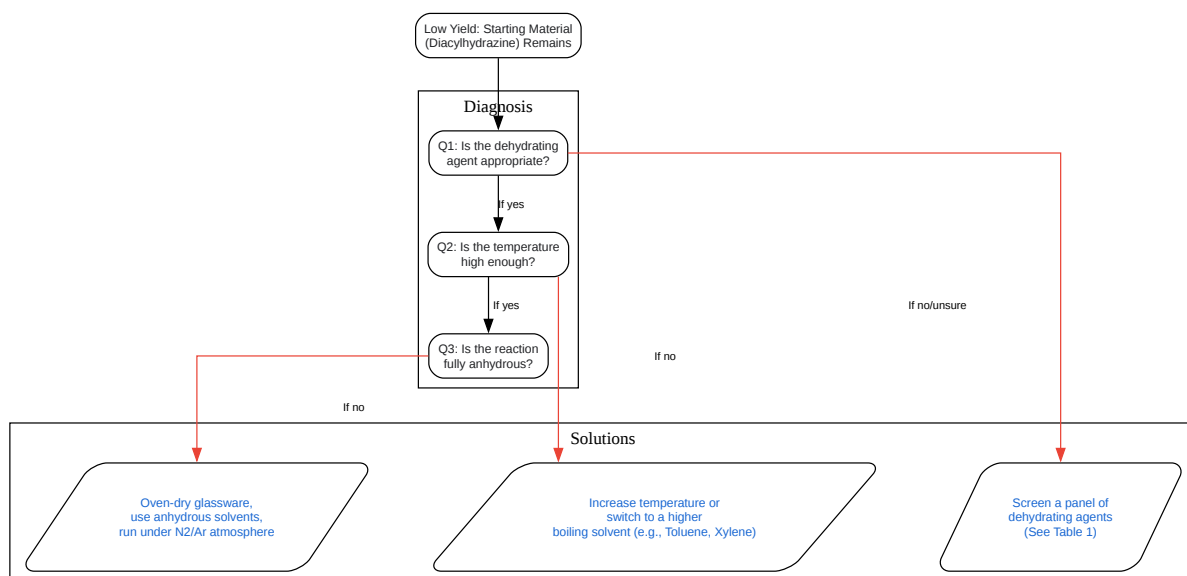 Low Yield: Starting Material
(Diacylhydrazine) Remains
Diagnosis
Q1: Is the dehydrating
agent appropriate?
If yes
Q2: Is the temperature
high enough?
If yes
If no/unsure
Q3: Is the reaction
fully anhydrous?
If no
If no
Solutions
Oven-dry glassware,
use anhydrous solvents,
run under N2/Ar atmosphere
Increase temperature or
switch to a higher
boiling solvent (e.g., Toluene, Xylene)
Screen a panel of
dehydrating agents
(See Table 1)